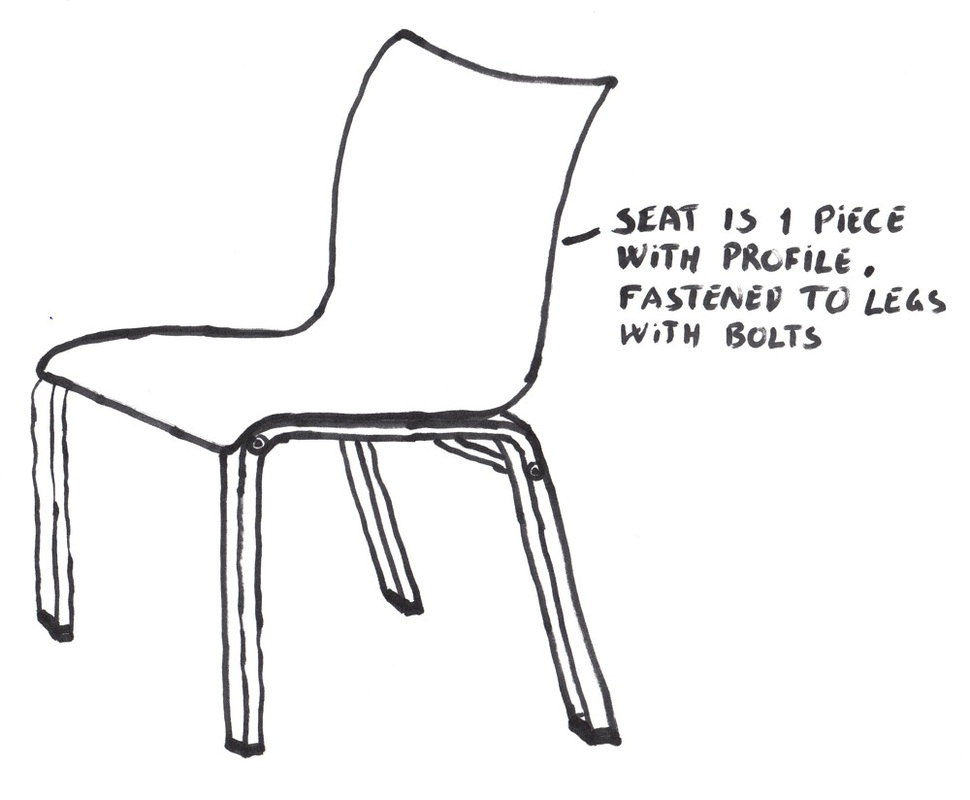 SEAT IS 1 PIECE
WITH PROFILE.
FASTENED TO LEGS
WITH BOLTS